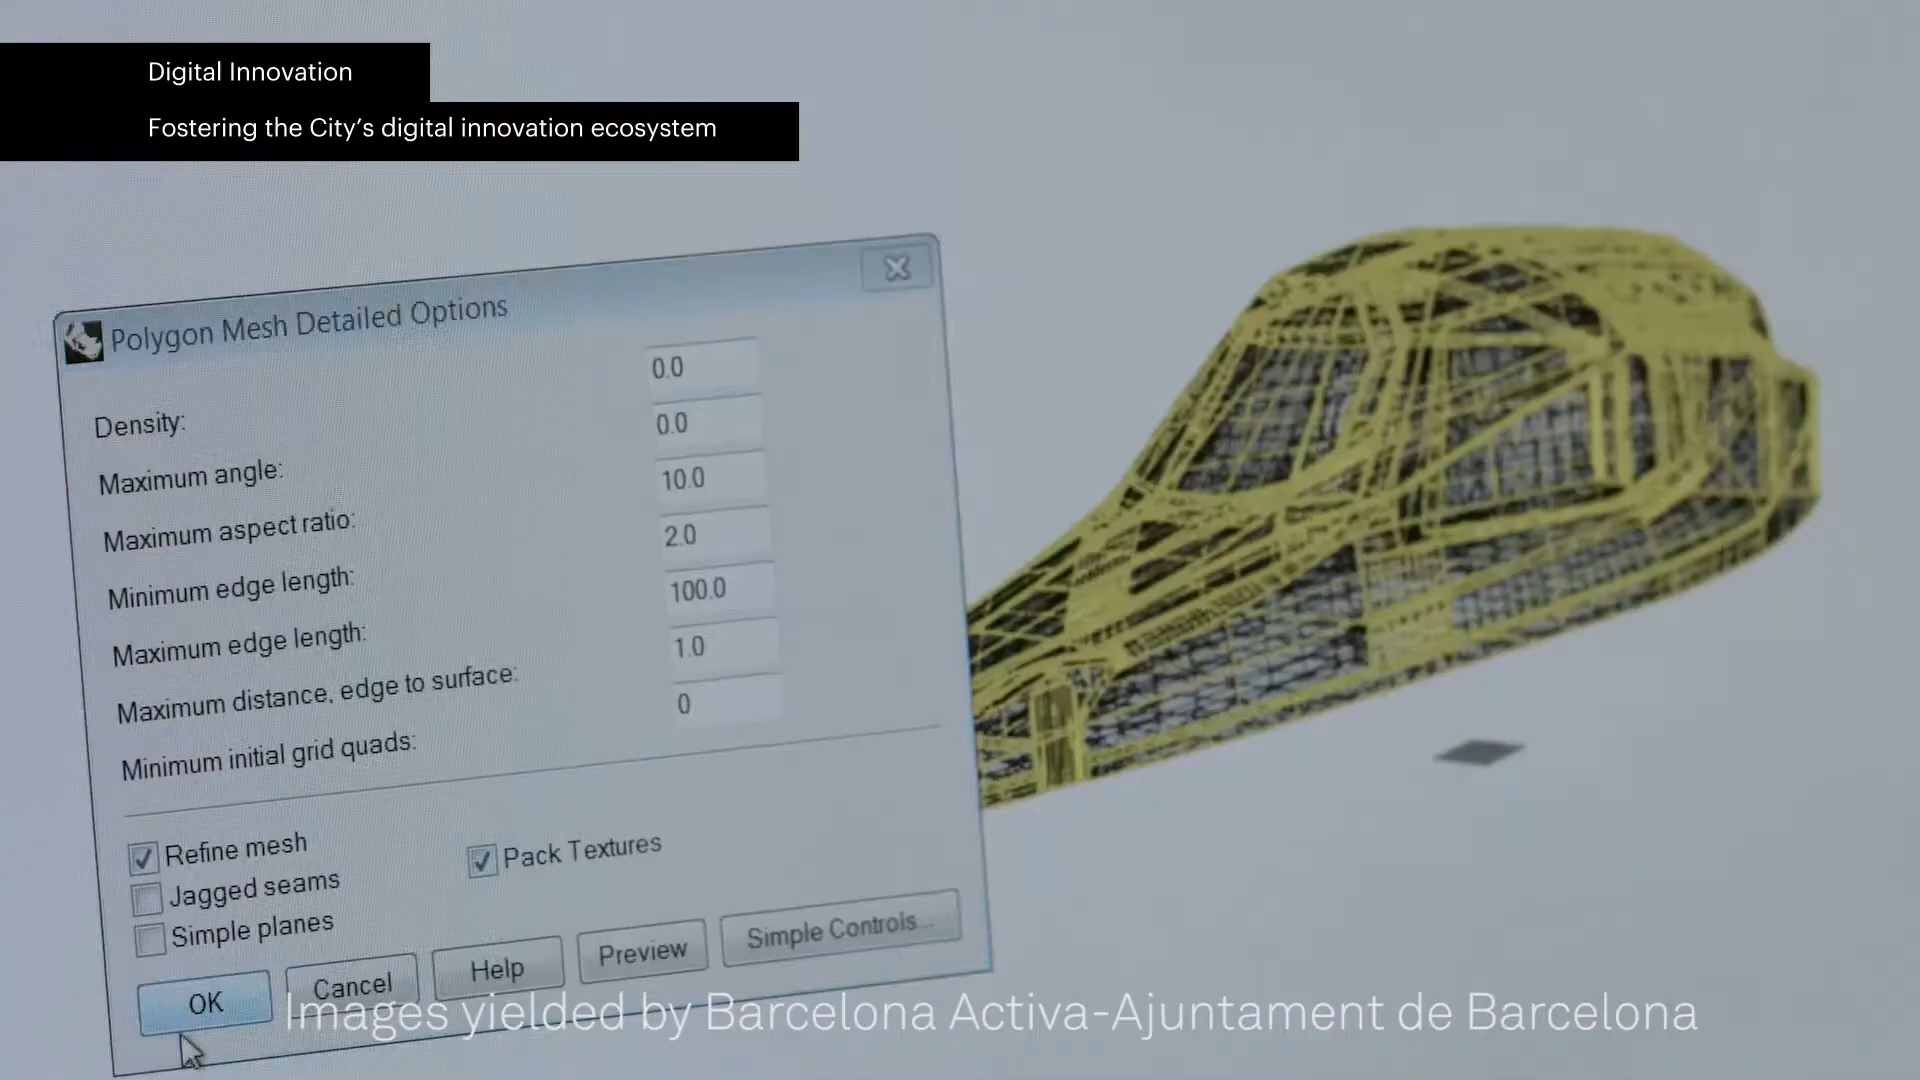 Digital Innovation
Fostering the City's digital innovation ecosystem
Polygon Mesh Detailed Options
Density: 0.0
Maximum angle: 0.0
Maximum aspect ratio: 10.0
Minimum edge length: 2.0
Maximum edge length: 100.0
Maximum distance, edge to surface: 1.0
Minimum initial grid quads: 0
Refine mesh Pack Textures
Jagged seams
Simple planes
OK Cancel Help Preview Simple Controls...
Images yielded by Barcelona Activa-Ajuntament de Barcelona